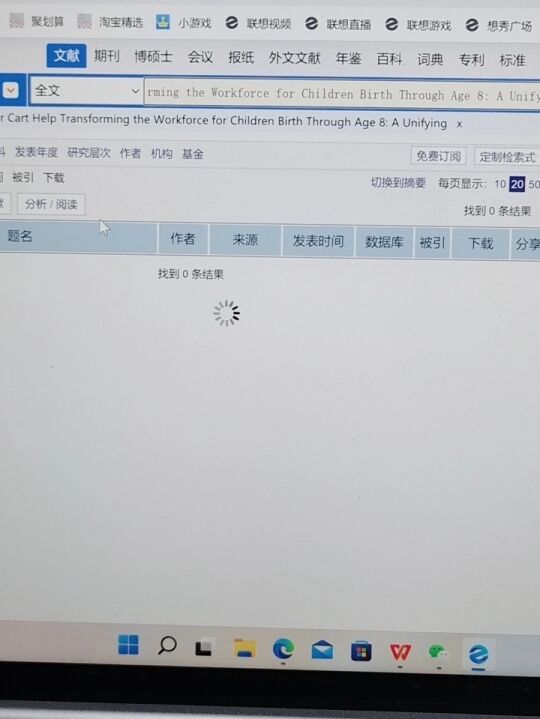 聚划算 淘宝精选 小游戏 联想视频 联想直播 联想游戏 想秀广场
文献 期刊 博硕士 会议 报纸 外文文献 年鉴 百科 词典 专利 标准
全文 rming the Workforce for Children Birth Through Age 8: A Unify
r Cart Help Transforming the Workforce for Children Birth Through Age 8: A Unifying x
发表年度 研究层次 作者 机构 基金 免费订阅 定制检索式
被引 下载 切换到摘要 每页显示: 10 20 50
分析 / 阅读 找到 0 条结果
题名 作者 来源 发表时间 数据库 被引 下载 分享
找到 0 条结果